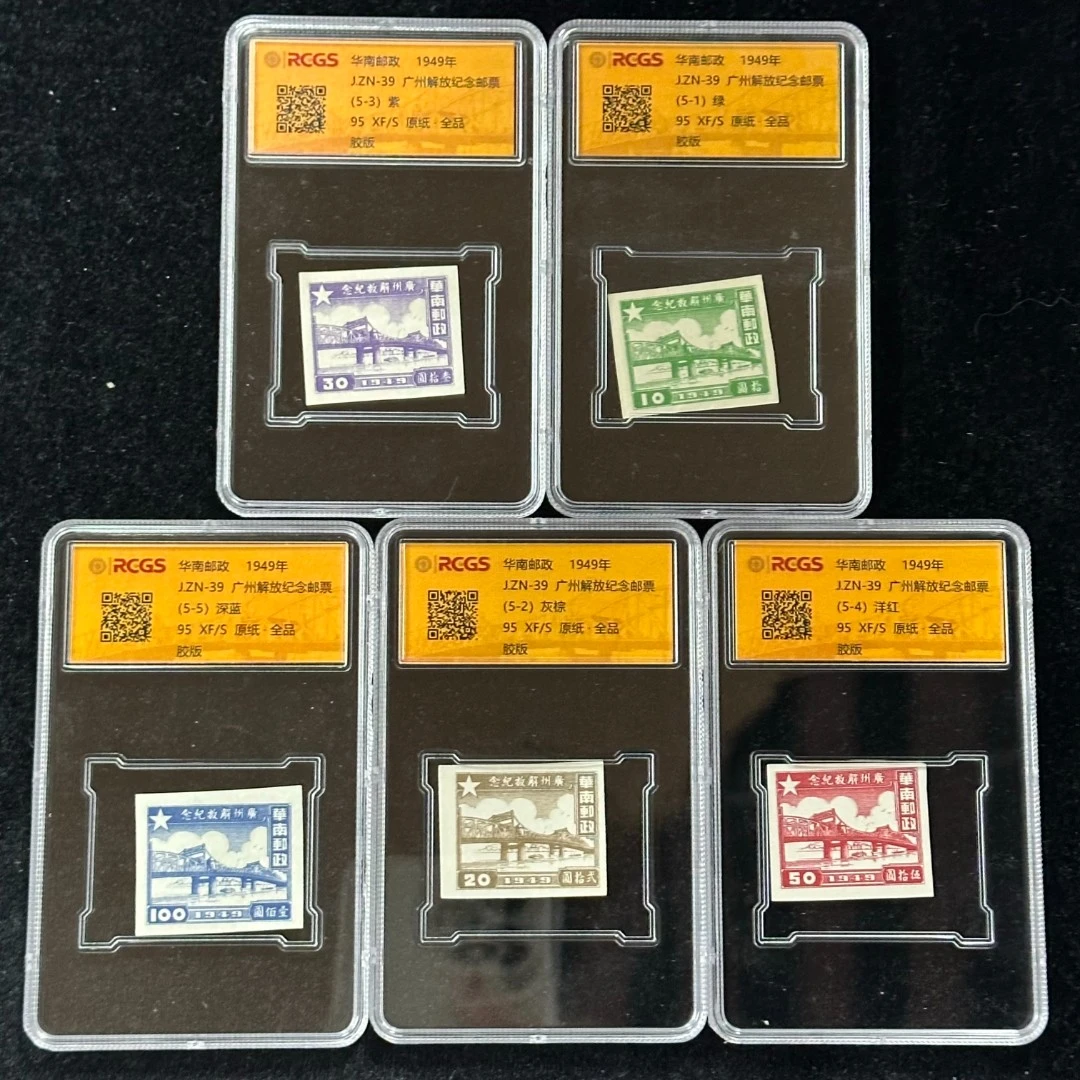 RCGS 华南邮政 1949年
J.ZN-39 广州解放纪念邮票
(5-3) 紫
95 XF/S 原纸·全品
胶版
廣州解放紀念
華南郵政
30 1949 叁拾圓
RCGS 华南邮政 1949年
J.ZN-39 广州解放纪念邮票
(5-1) 绿
95 XF/S 原纸·全品
胶版
廣州解放紀念
華南郵政
10 1949 拾圓
RCGS 华南邮政 1949年
J.ZN-39 广州解放纪念邮票
(5-5) 深蓝
95 XF/S 原纸·全品
胶版
廣州解放紀念
華南郵政
100 1949 壹佰圓
RCGS 华南邮政 1949年
J.ZN-39 广州解放纪念邮票
(5-2) 灰棕
95 XF/S 原纸·全品
胶版
廣州解放紀念
華南郵政
20 1949 貳拾圓
RCGS 华南邮政 1949年
J.ZN-39 广州解放纪念邮票
(5-4) 洋红
95 XF/S 原纸·全品
胶版
廣州解放紀念
華南郵政
50 1949 伍拾圓